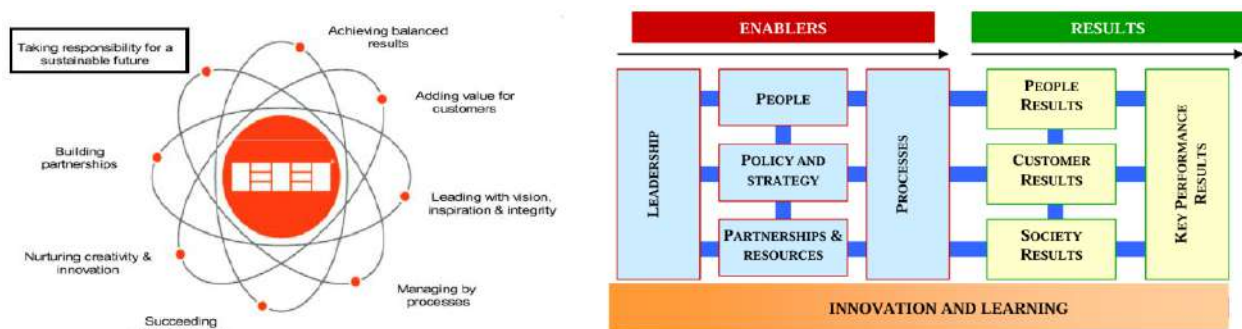 Taking responsibility for a
sustainable future
Achieving balanced
results
Adding value for
customers
Building
partnerships
Leading with vision,
inspiration & integrity
Nurturing creativity &
innovation
Managing by
processes
Succeeding
ENABLERS
RESULTS
LEADERSHIP
PEOPLE
POLICY AND
STRATEGY
PARTNERSHIPS &
RESOURCES
PROCESSES
PEOPLE
RESULTS
CUSTOMER
RESULTS
SOCIETY
RESULTS
KEY PERFORMANCE
RESULTS
INNOVATION AND LEARNING